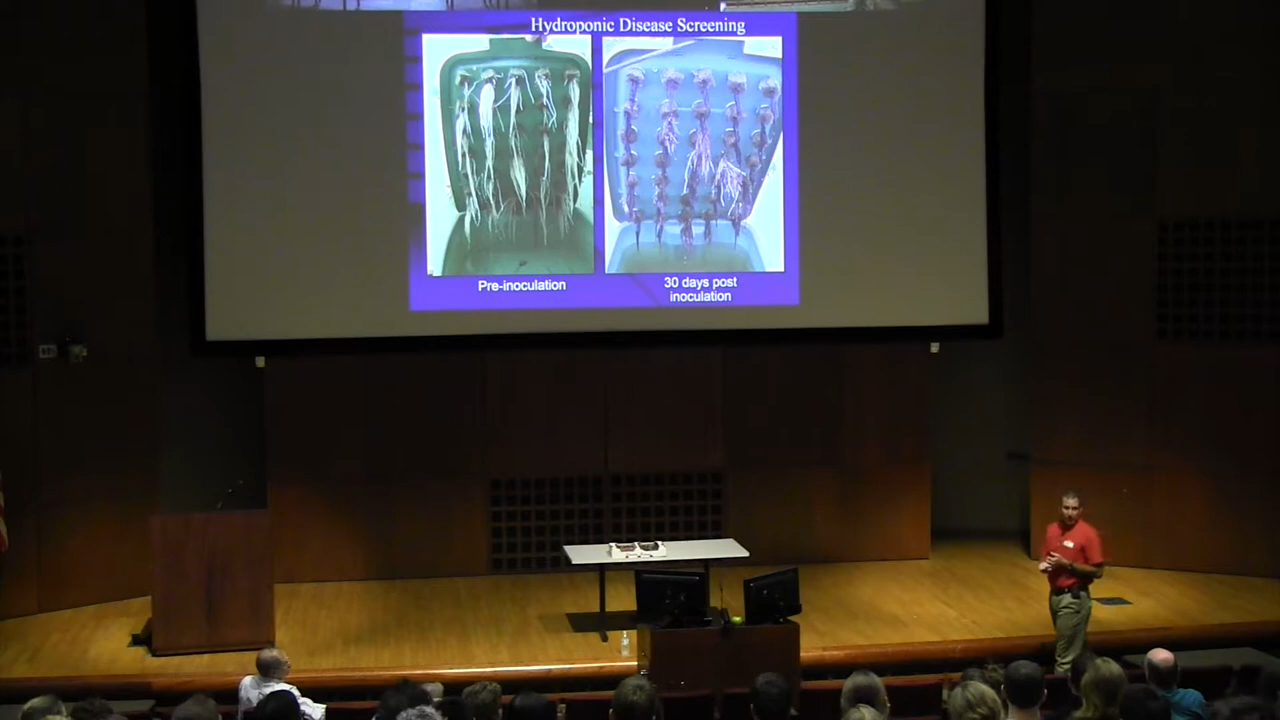 Hydroponic Disease Screening
Pre-inoculation
30 days post
inoculation